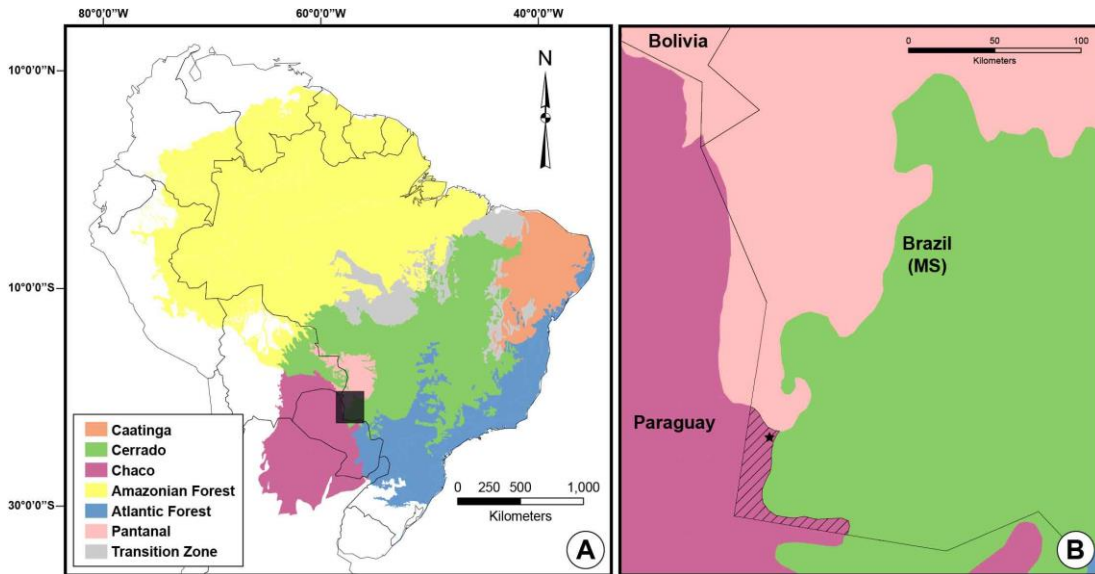 80°0'0"W
60°0'0"W
40°0'0"W
10°0'0"N
10°0'0"S
30°0'0"S
N
Caatinga
Cerrado
Chaco
Amazonian Forest
Atlantic Forest
Pantanal
Transition Zone
0 250 500 1,000
Kilometers
A
Bolivia
0 50 100
Kilometers
Brazil
(MS)
Paraguay
B